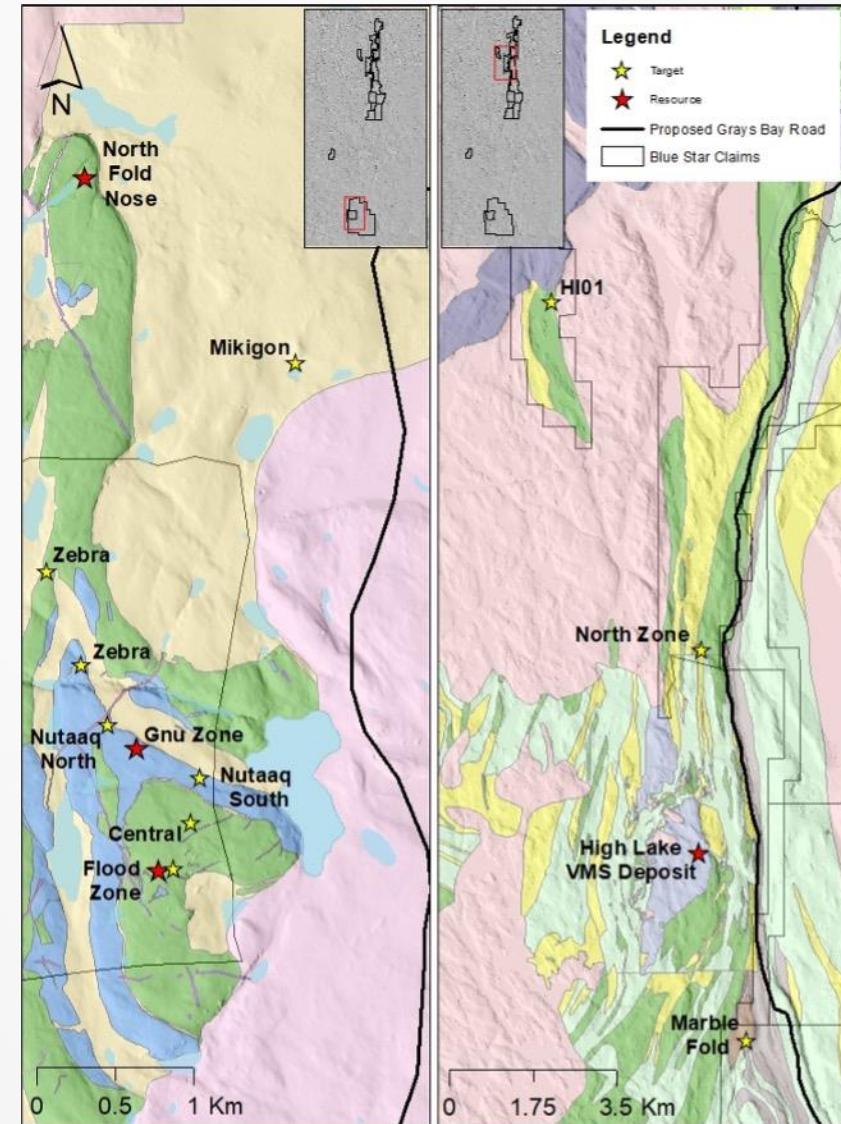 N
North
Fold
Nose
Mikigon
Zebra
Zebra
Nutaaq
North
Gnu Zone
Nutaaq
South
Central
Flood
Zone
0 0.5 1 Km
Legend
Target
Resource
Proposed Grays Bay Road
Blue Star Claims
HI01
North Zone
High Lake
VMS Deposit
Marble
Fold
0 1.75 3.5 Km